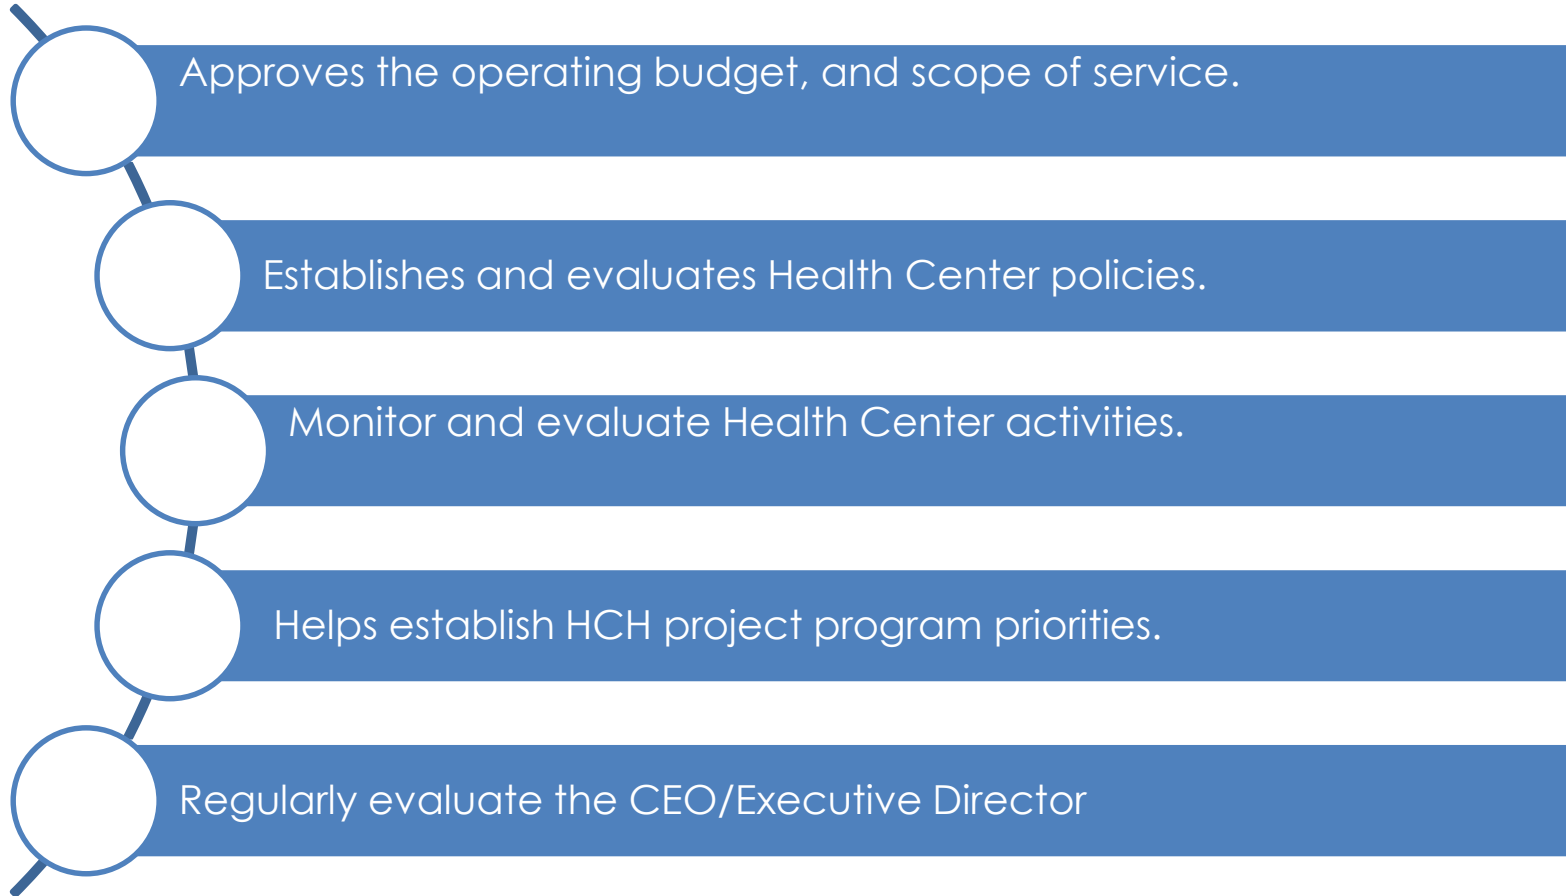 Approves the operating budget, and scope of service.
Establishes and evaluates Health Center policies.
Monitor and evaluate Health Center activities.
Helps establish HCH project program priorities.
Regularly evaluate the CEO/Executive Director